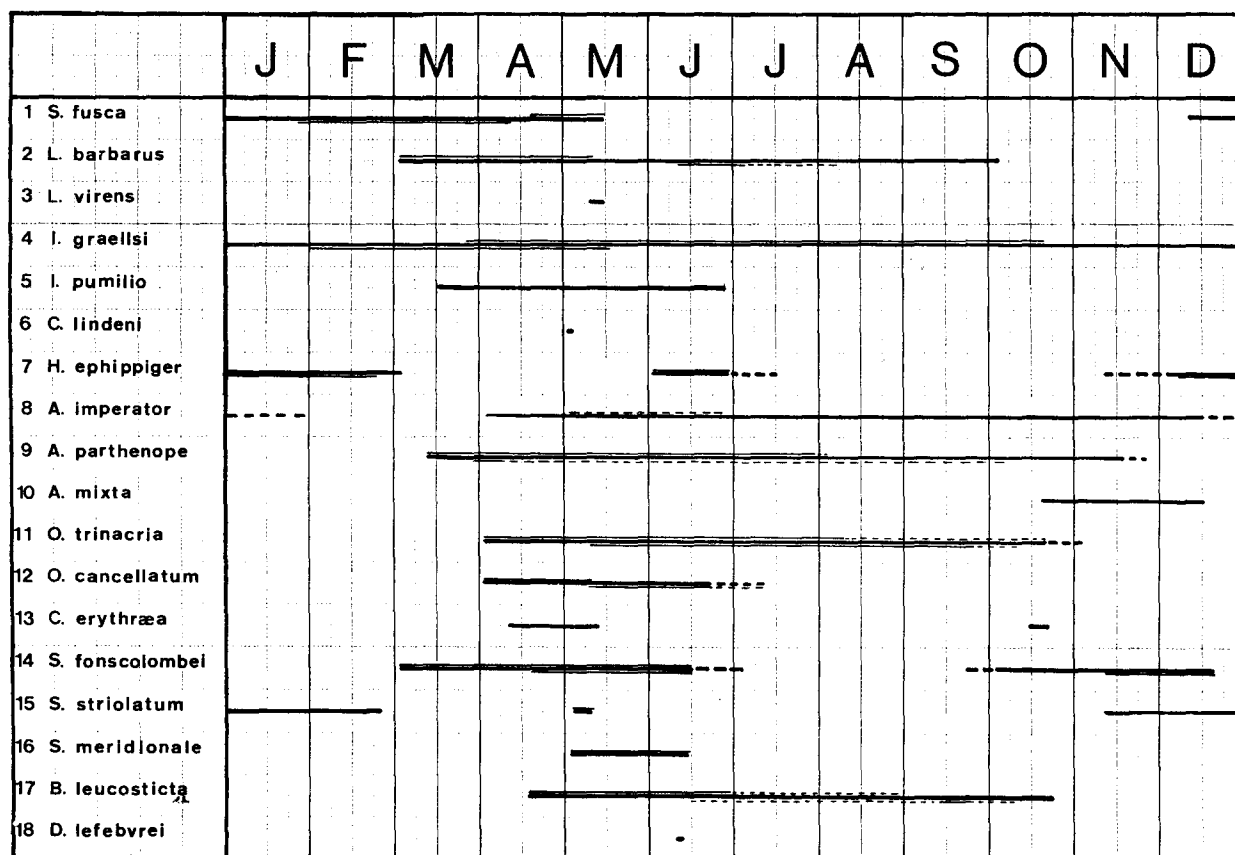 J F M A M J J A S O N D
1 S. fusca
2 L. barbarus
3 L. virens
4 I. graellsi
5 I. pumilio
6 C. lindeni
7 H. ephippiger
8 A. imperator
9 A. parthenope
10 A. mixta
11 O. trinacria
12 O. cancellatum
13 C. erythræa
14 S. fonscolombei
15 S. striolatum
16 S. meridionale
17 B. leucosticta
18 D. lefebvrei